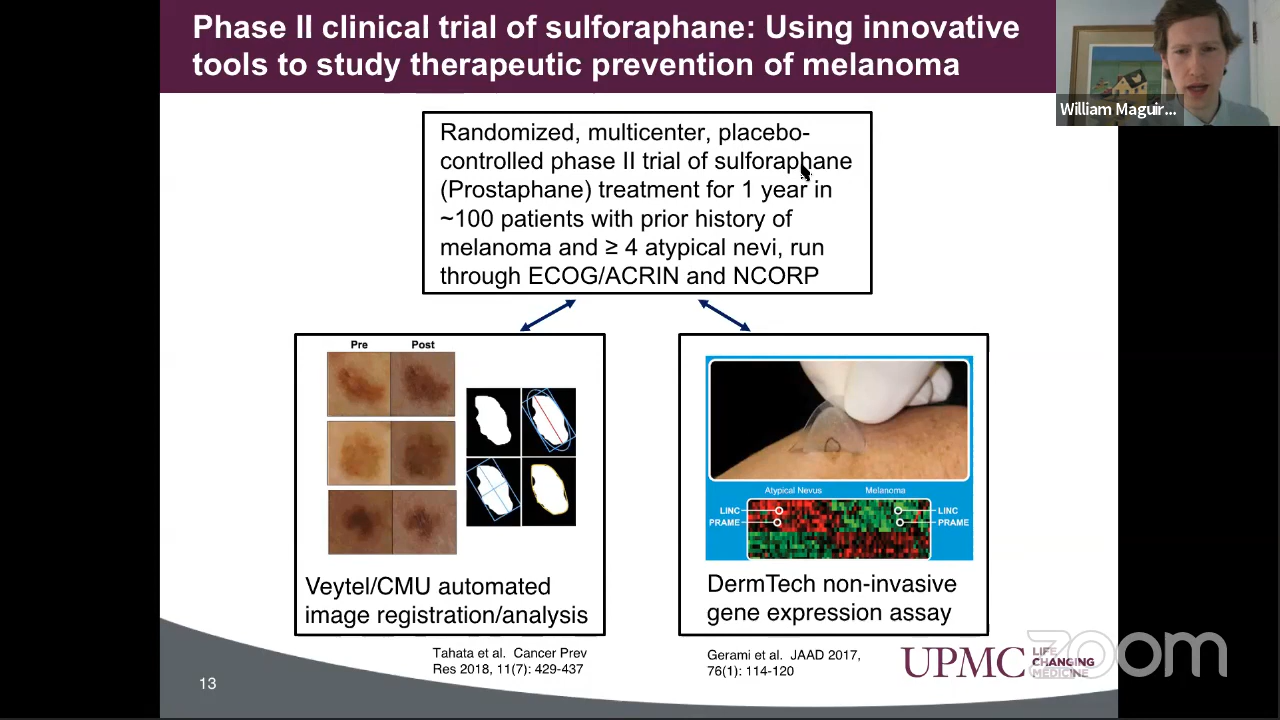 Phase II clinical trial of sulforaphane: Using innovative
tools to study therapeutic prevention of melanoma
William Maguir...
Randomized, multicenter, placebo-
controlled phase II trial of sulforaphane
(Prostaphane) treatment for 1 year in
~100 patients with prior history of
melanoma and ≥ 4 atypical nevi, run
through ECOG/ACRIN and NCORP
Pre Post
Veytel/CMU automated
image registration/analysis
Atypical Nevus Melanoma
LINC LINC
PRAME PRAME
DermTech non-invasive
gene expression assay
Tahata et al. Cancer Prev
Res 2018, 11(7): 429-437
Gerami et al. JAAD 2017,
76(1): 114-120
UPMC LIFE
CHANGING
MEDICINE
zoom
13